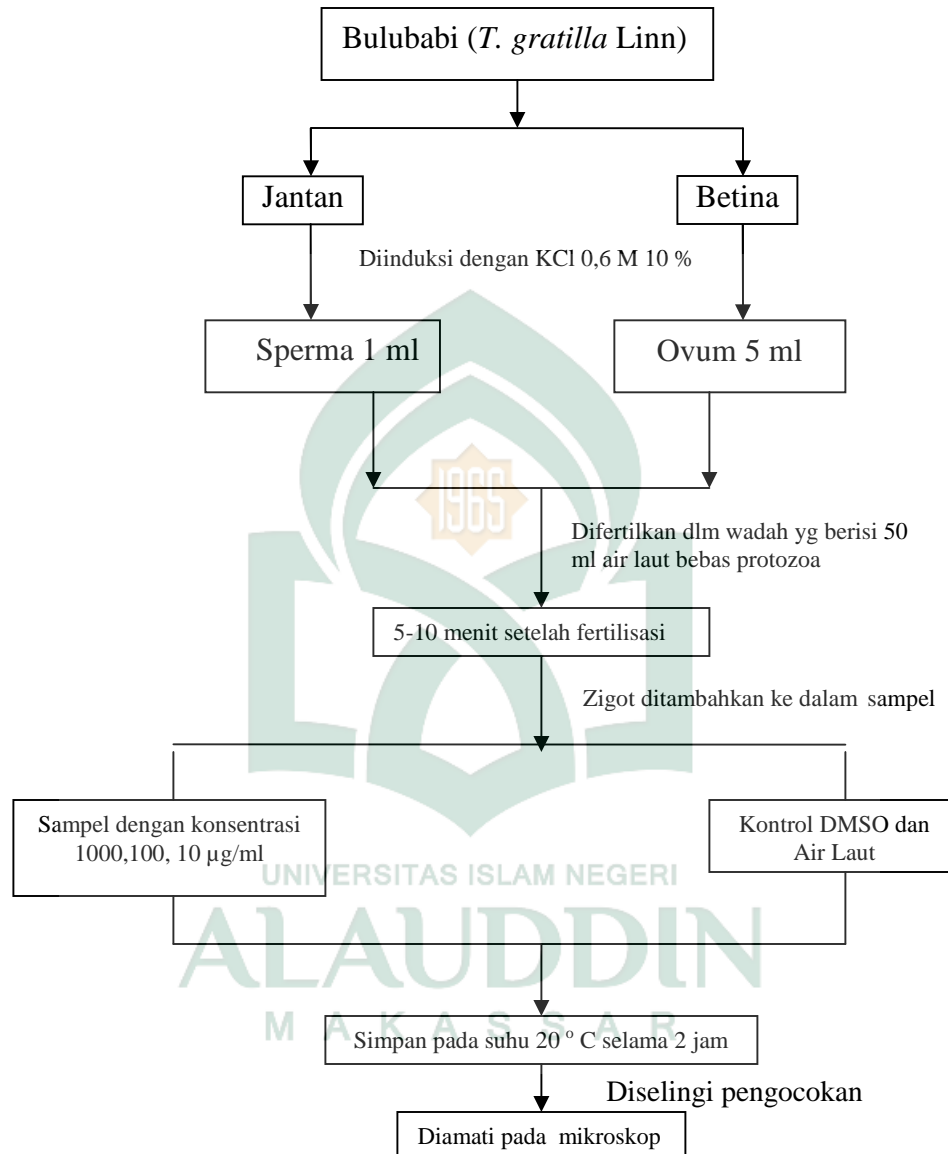 Bulubabi (T. gratilla Linn)
Jantan
Betina
Diinduksi dengan KCl 0,6 M 10 %
Sperma 1 ml
Ovum 5 ml
1965
Difertilkan dlm wadah yg berisi 50
ml air laut bebas protozoa
5-10 menit setelah fertilisasi
Zigot ditambahkan ke dalam sampel
Sampel dengan konsentrasi
1000,100, 10 µg/ml
Kontrol DMSO dan
Air Laut
UNIVERSITAS ISLAM NEGERI
ALAUDDIN
MAKASSAR
Simpan pada suhu 20 ° C selama 2 jam
Diselingi pengocokan
Diamati pada mikroskop